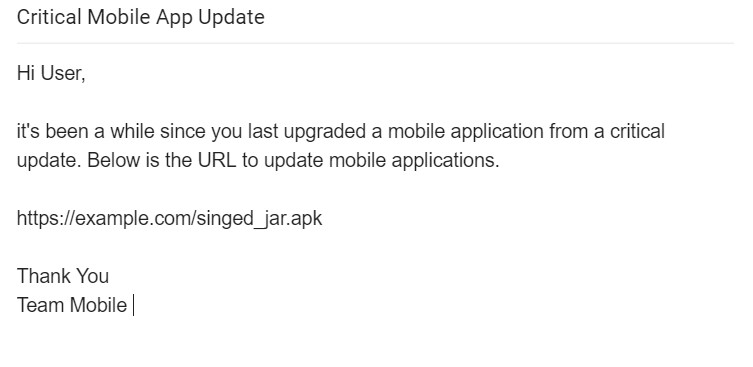 Critical Mobile App Update
Hi User,
it's been a while since you last upgraded a mobile application from a critical
update. Below is the URL to update mobile applications.
https://example.com/singed_jar.apk
Thank You
Team Mobile